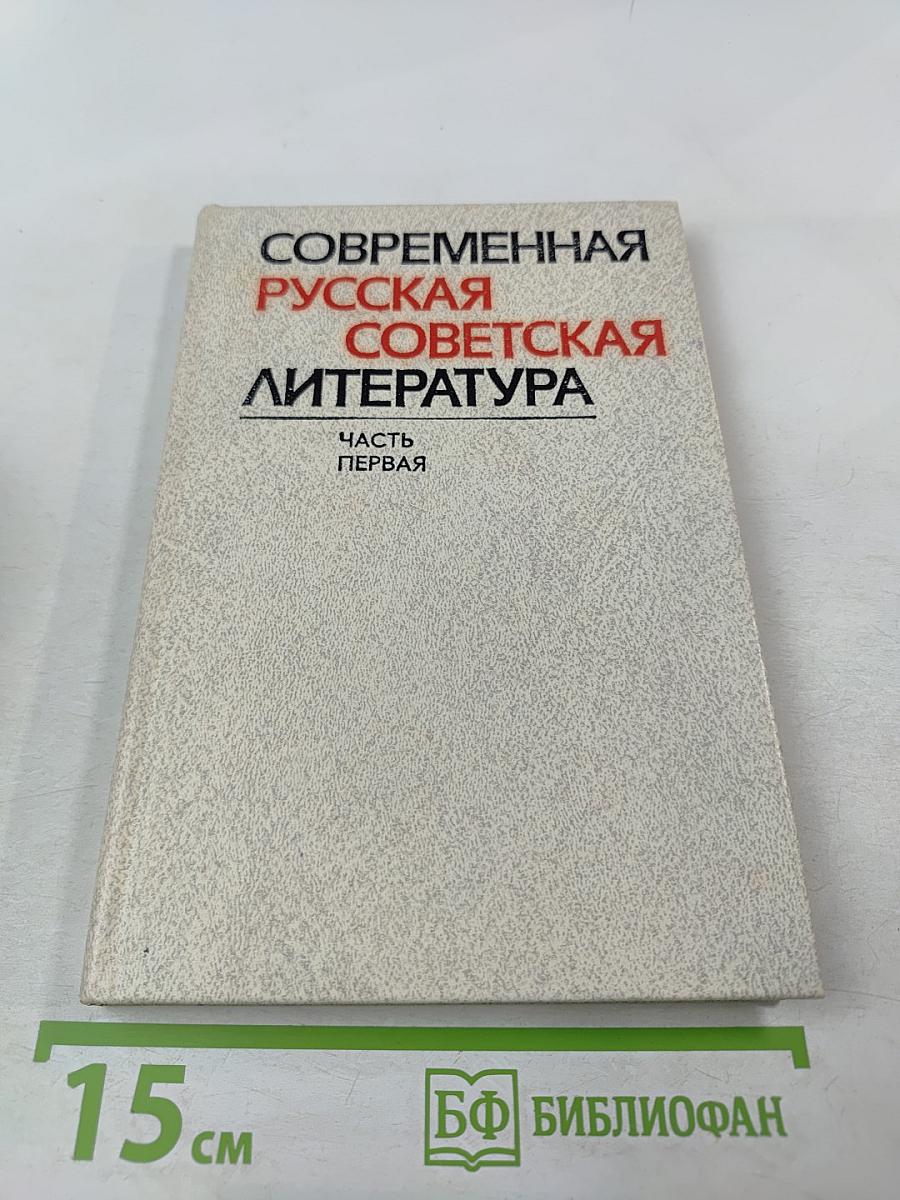 СОВРЕМЕННАЯ
РУССКАЯ
СОВЕТСКАЯ
ЛИТЕРАТУРА
ЧАСТЬ
ПЕРВАЯ
15 см
БФ БИБЛИОФАН